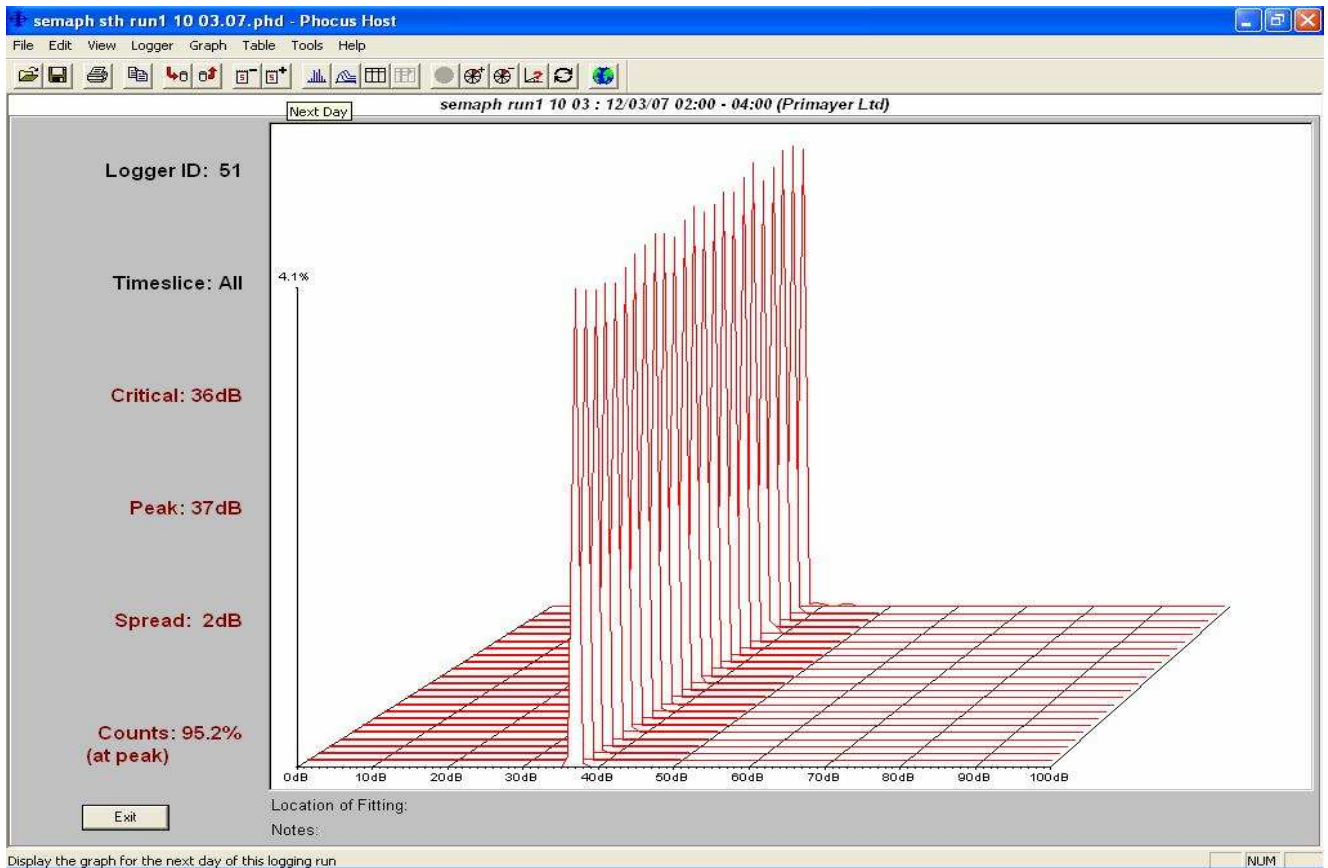 semaph sth run1 10 03.07.phd - Phocus Host
File Edit View Logger Graph Table Tools Help
Next Day
semaph run1 10 03 : 12/03/07 02:00 - 04:00 (Primayer Ltd)
Logger ID: 51
Timeslice: All
Critical: 36dB
Peak: 37dB
Spread: 2dB
Counts: 95.2%
(at peak)
Exit
4.1%
0dB 10dB 20dB 30dB 40dB 50dB 60dB 70dB 80dB 90dB 100dB
Location of Fitting:
Notes:
Display the graph for the next day of this logging run
NUM